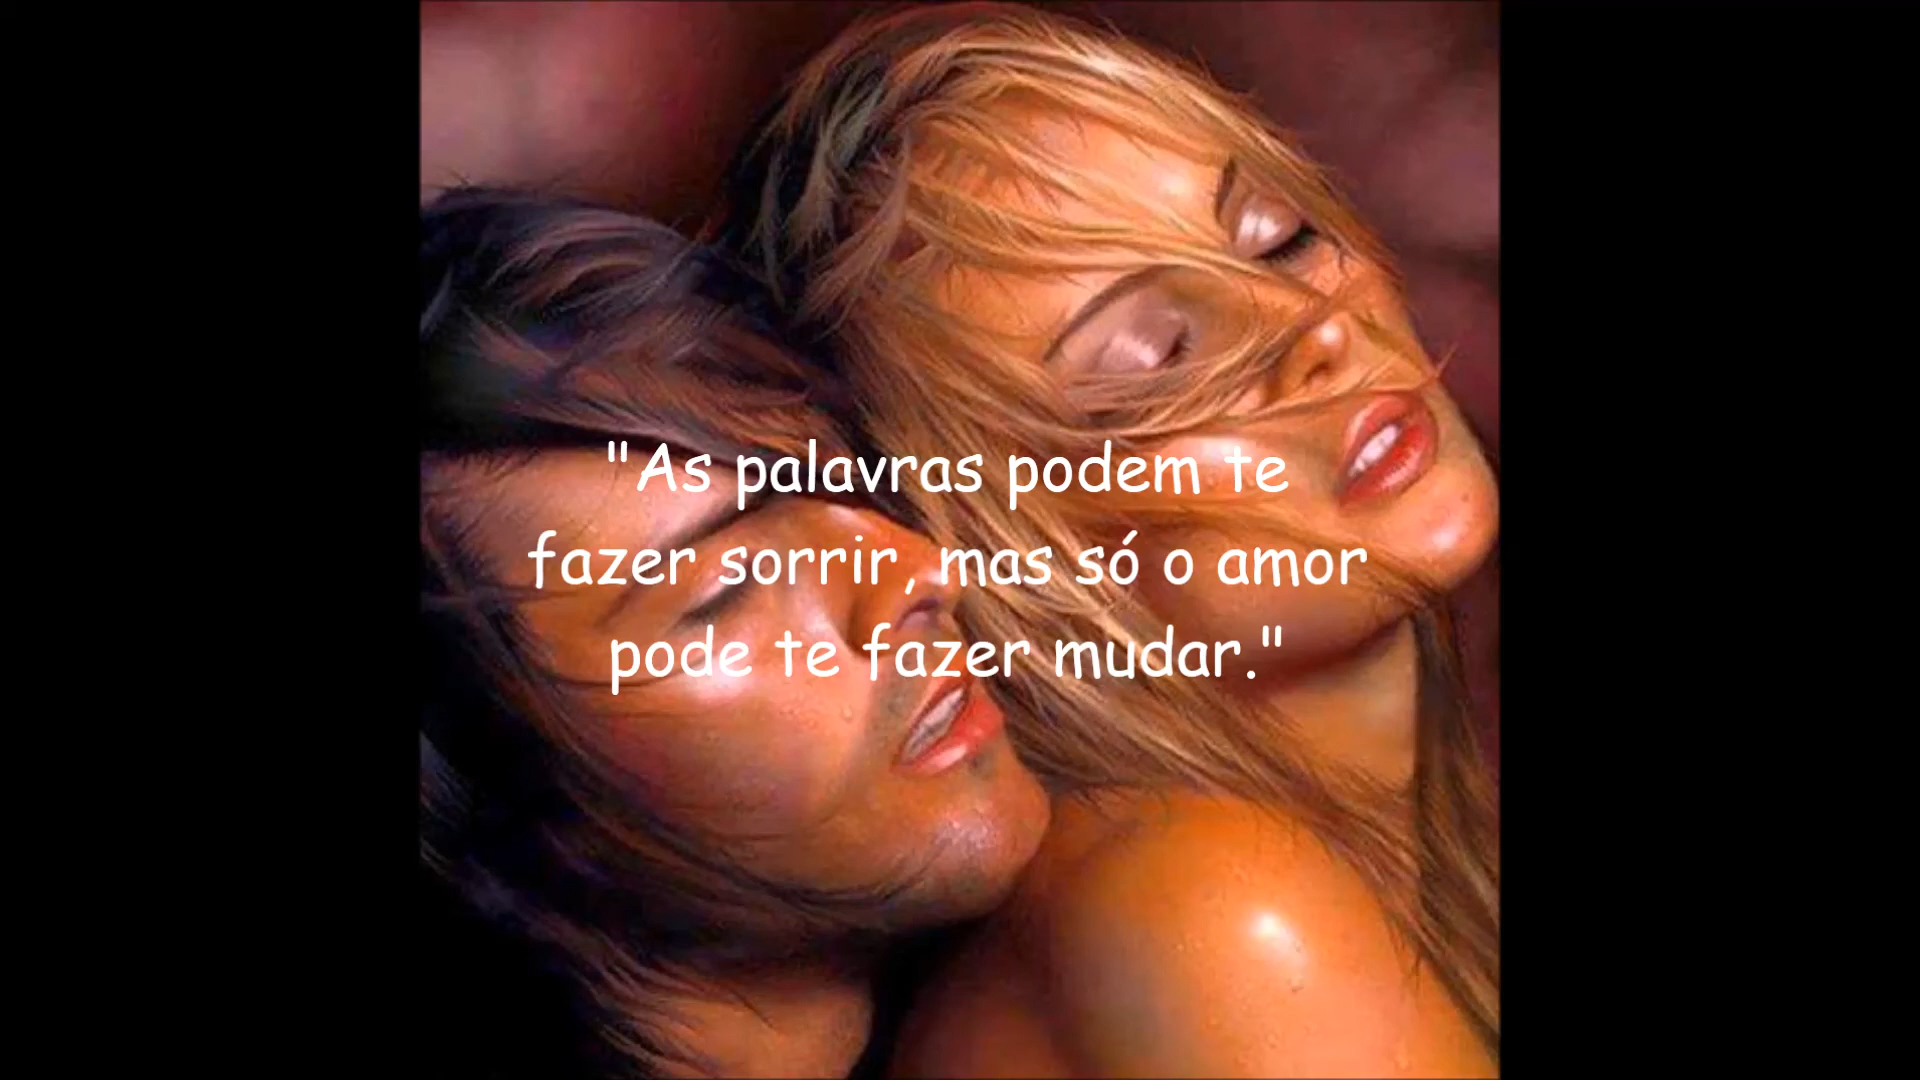 "As palavras podem te
fazer sorrir, mas só o amor
pode te fazer mudar."